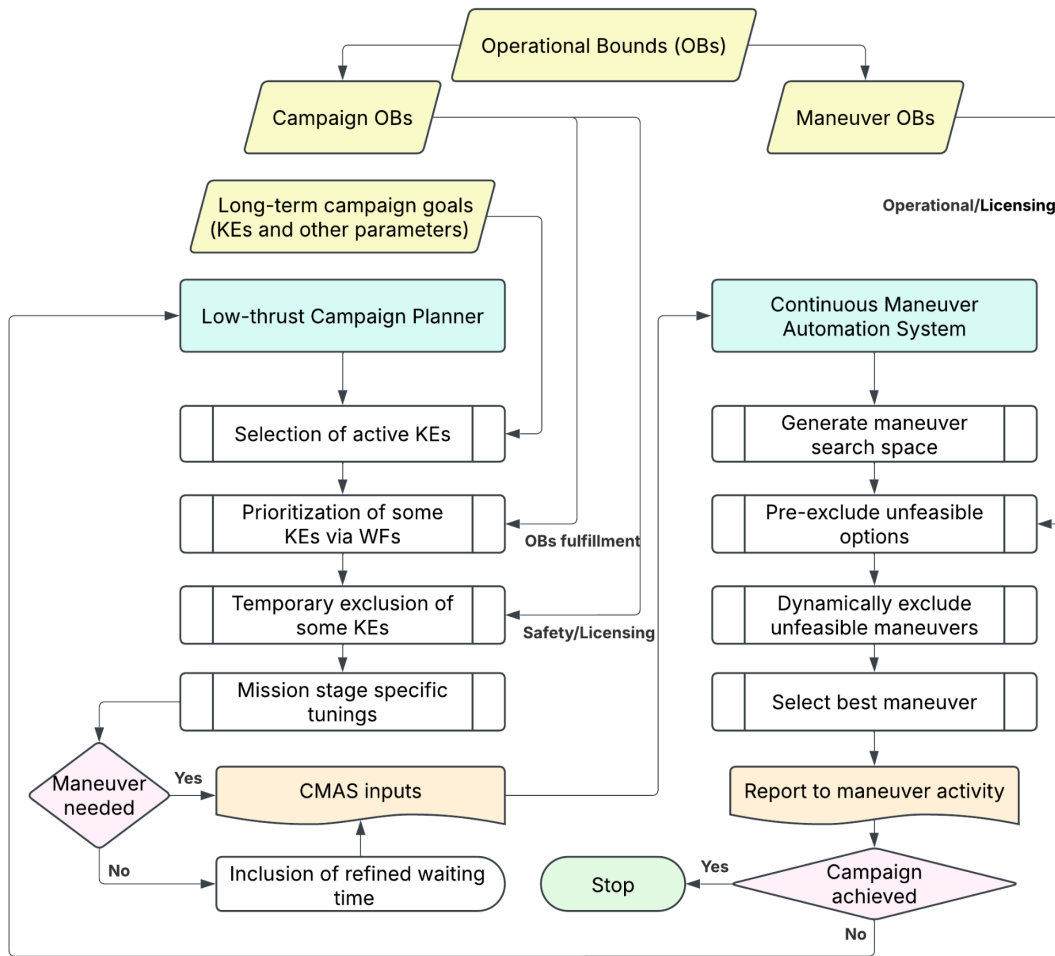 Operational Bounds (OBs)
Campaign OBs
Maneuver OBs
Long-term campaign goals
(KEs and other parameters)
Operational/Licensing
Low-thrust Campaign Planner
Continuous Maneuver
Automation System
Selection of active KEs
Generate maneuver
search space
Prioritization of some
KEs via WFs
OBs fulfillment
Pre-exclude unfeasible
options
Temporary exclusion of
some KEs
Safety/Licensing
Dynamically exclude
unfeasible maneuvers
Mission stage specific
tunings
Select best maneuver
Maneuver
needed
Yes
CMAS inputs
Report to maneuver activity
No
Inclusion of refined waiting
time
Stop
Yes
Campaign
achieved
No